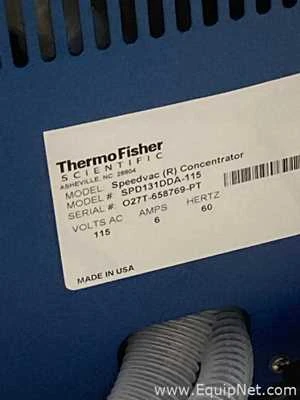 ThermoFisher
SCIENTIFIC
ASHEVILLE, NC 28804
MODEL: Speedvac (R) Concentrator
MODEL # SPD131DDA-115
SERIAL# O27T-658769-PT
VOLTS AC AMPS HERTZ
115 6 60
MADE IN USA
© www.EquipNet.com